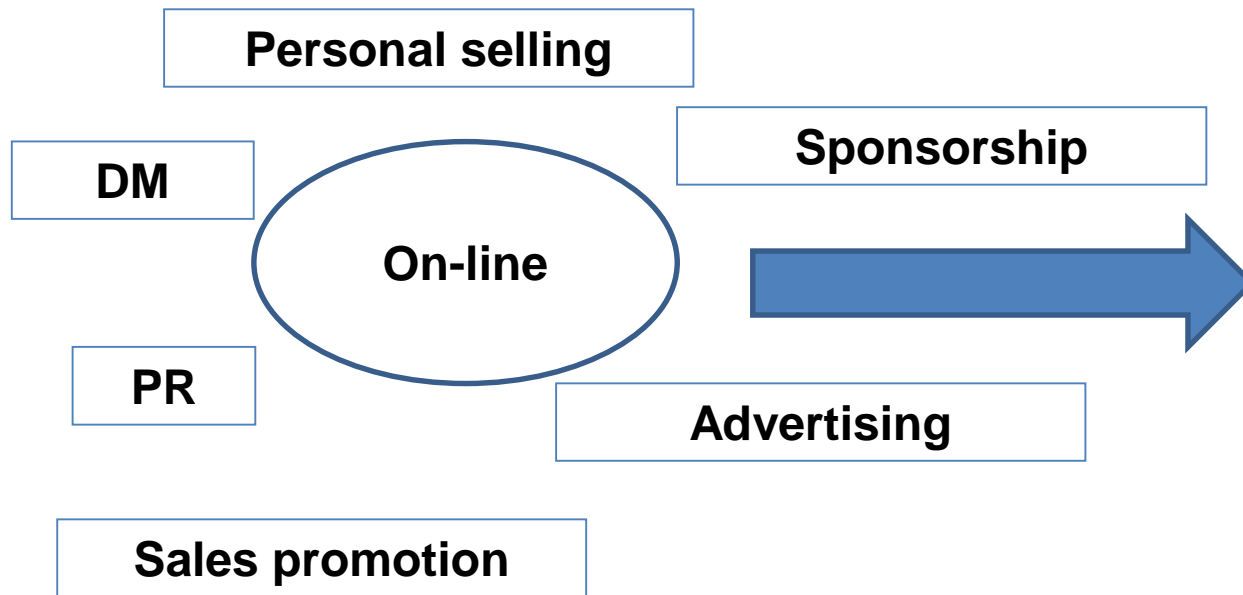 Personal selling
Sponsorship
DM
On-line
PR
Advertising
Sales promotion